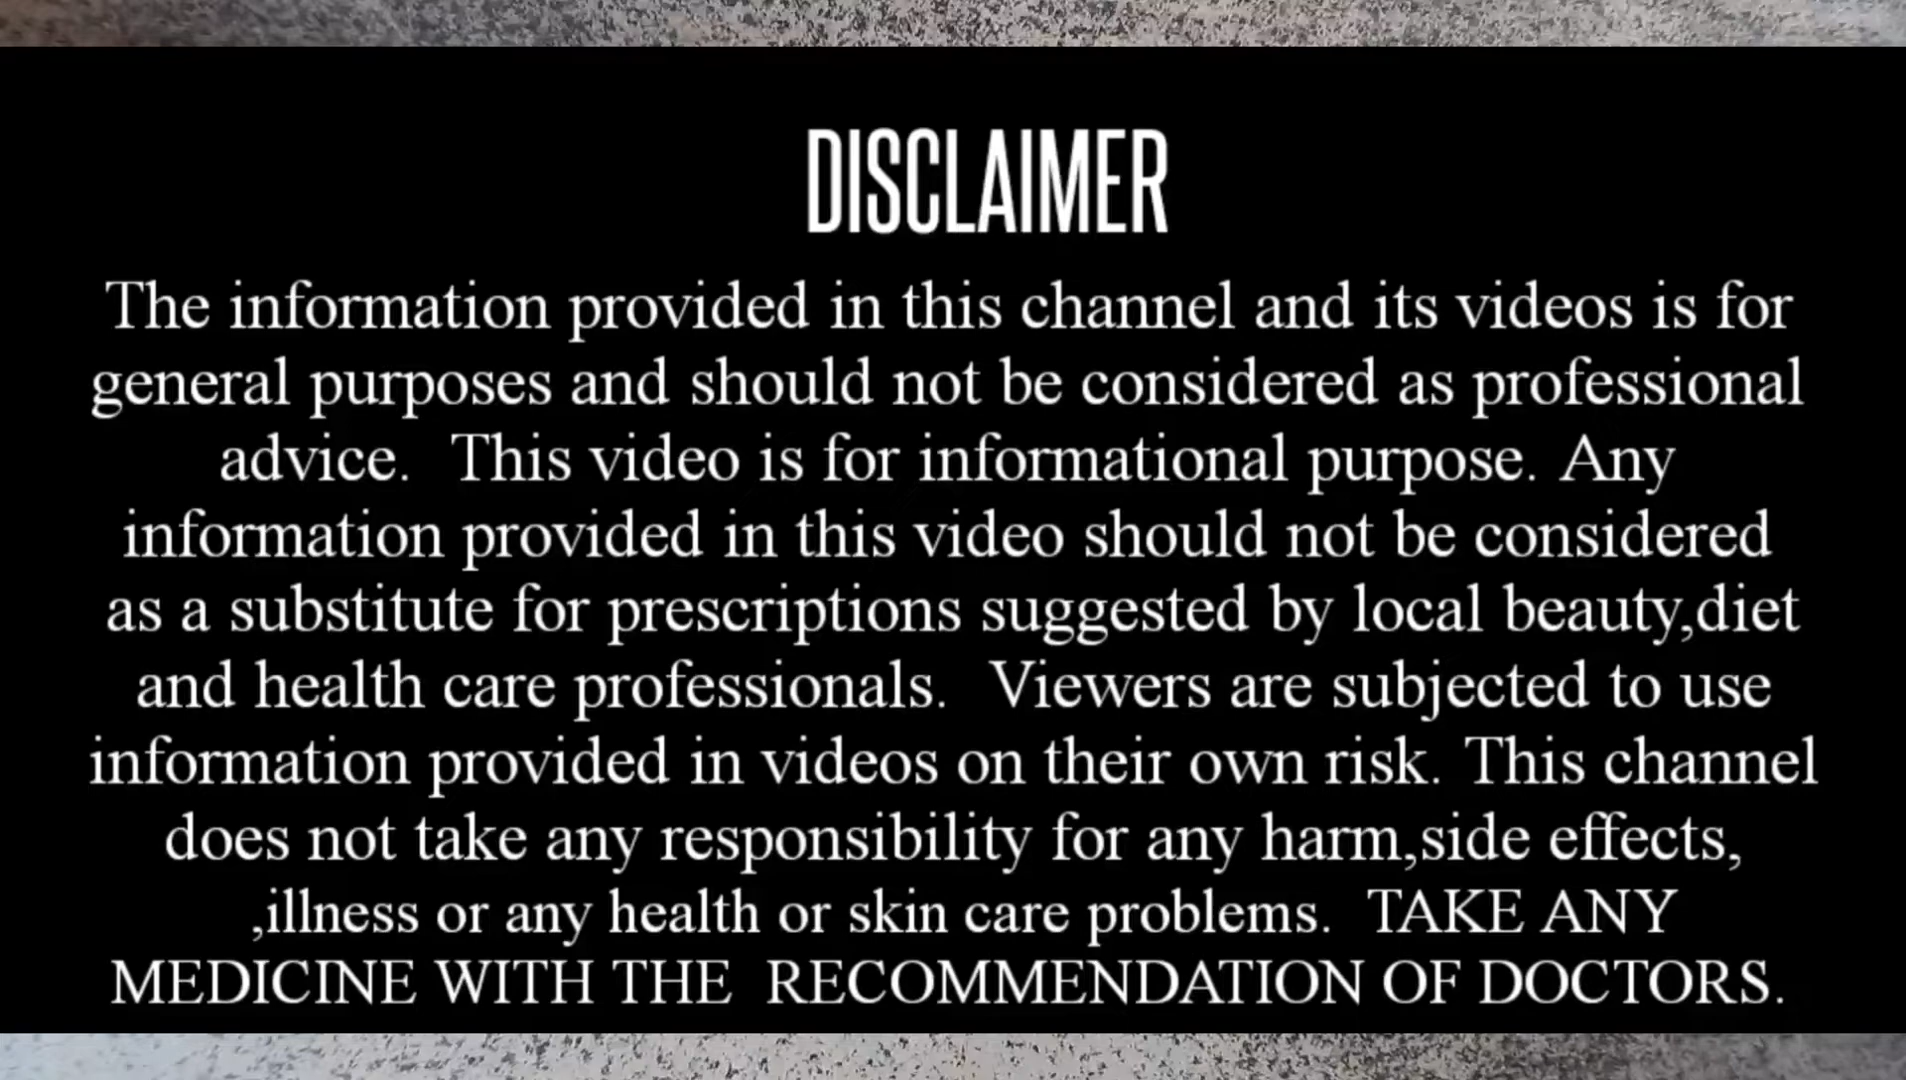 DISCLAIMER
The information provided in this channel and its videos is for
general purposes and should not be considered as professional
advice.  This video is for informational purpose. Any
information provided in this video should not be considered
as a substitute for prescriptions suggested by local beauty,diet
and health care professionals.  Viewers are subjected to use
information provided in videos on their own risk. This channel
does not take any responsibility for any harm,side effects,
,illness or any health or skin care problems.  TAKE ANY
MEDICINE WITH THE  RECOMMENDATION OF DOCTORS.